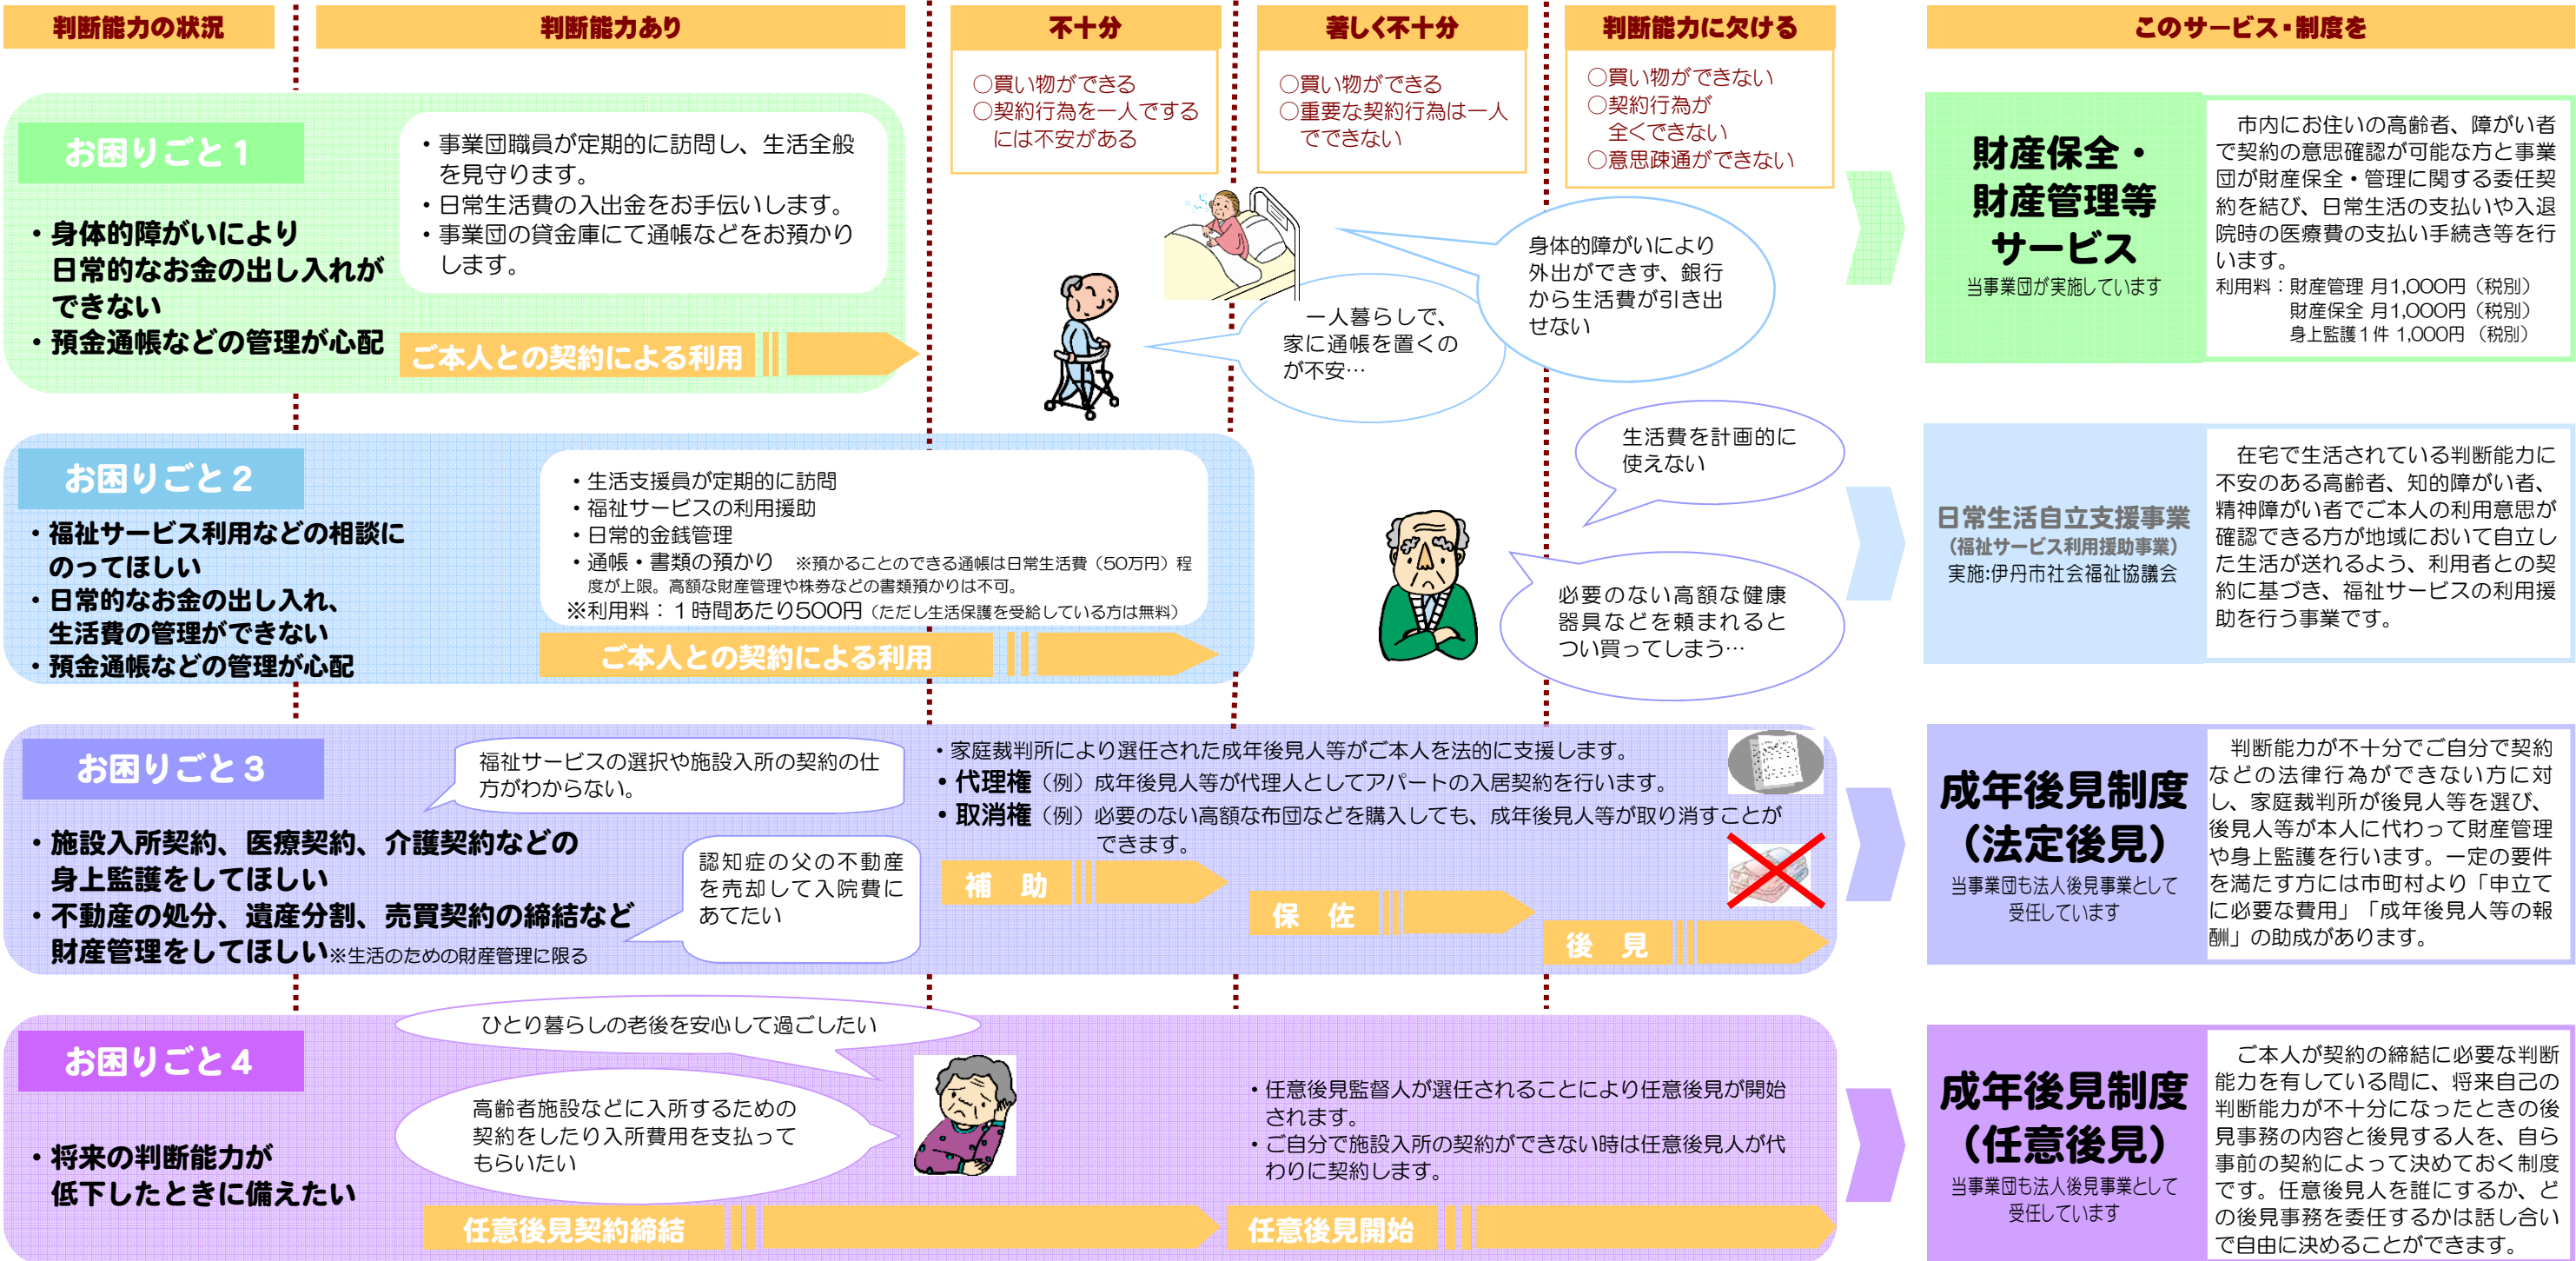 判断能力の状況
判断能力あり
不十分
著しく不十分
判断能力に欠ける
このサービス・制度を
○買い物ができる
○契約行為を一人でする
には不安がある
○買い物ができる
○重要な契約行為は一人
でできない
○買い物ができない
○契約行為が
全くできない
○意思疎通ができない
お困りごと1
・身体的障がいにより
日常的なお金の出し入れが
できない
・預金通帳などの管理が心配
・事業団職員が定期的に訪問し、生活全般
を見守ります。
・日常生活費の入出金をお手伝いします。
・事業団の貸金庫にて通帳などをお預かり
します。
ご本人との契約による利用
一人暮らしで、
家に通帳を置くの
が不安…
身体的障がいにより
外出ができず、銀行
から生活費が引き出
せない
財産保全・
財産管理等
サービス
当事業団が実施しています
市内にお住いの高齢者、障がい者
で契約の意思確認が可能な方と事業
団が財産保全・管理に関する委任契
約を結び、日常生活の支払いや入退
院時の医療費の支払い手続き等を行
います。
利用料：財産管理 月1,000円（税別）
財産保全 月1,000円（税別）
身上監護1件 1,000円 （税別）
お困りごと2
・福祉サービス利用などの相談に
のってほしい
・日常的なお金の出し入れ、
生活費の管理ができない
・預金通帳などの管理が心配
・生活支援員が定期的に訪問
・福祉サービスの利用援助
・日常的金銭管理
・通帳・書類の預かり ※預かることのできる通帳は日常生活費（50万円）程
度が上限。高額な財産管理や株券などの書類預かりは不可。
※利用料：1時間あたり500円（ただし生活保護を受給している方は無料）
ご本人との契約による利用
生活費を計画的に
使えない
必要のない高額な健康
器具などを頼まれると
つい買ってしまう…
日常生活自立支援事業
（福祉サービス利用援助事業）
実施:伊丹市社会福祉協議会
在宅で生活されている判断能力に
不安のある高齢者、知的障がい者、
精神障がい者でご本人の利用意思が
確認できる方が地域において自立し
た生活が送れるよう、利用者との契
約に基づき、福祉サービスの利用援
助を行う事業です。
お困りごと3
・施設入所契約、医療契約、介護契約などの
身上監護をしてほしい
・不動産の処分、遺産分割、売買契約の締結など
財産管理をしてほしい※生活のための財産管理に限る
福祉サービスの選択や施設入所の契約の仕
方がわからない。
認知症の父の不動産
を売却して入院費に
あてたい
・家庭裁判所により選任された成年後見人等がご本人を法的に支援します。
・代理権（例）成年後見人等が代理人としてアパートの入居契約を行います。
・取消権（例）必要のない高額な布団などを購入しても、成年後見人等が取り消すことが
できます。
補 助
保 佐
後 見
成年後見制度
（法定後見）
当事業団も法人後見事業として
受任しています
判断能力が不十分でご自分で契約
などの法律行為ができない方に対
し、家庭裁判所が後見人等を選び、
後見人等が本人に代わって財産管理
や身上監護を行います。一定の要件
を満たす方には市町村より「申立て
に必要な費用」「成年後見人等の報
酬」の助成があります。
お困りごと4
・将来の判断能力が
低下したときに備えたい
ひとり暮らしの老後を安心して過ごしたい
高齢者施設などに入所するための
契約をしたり入所費用を支払って
もらいたい
・任意後見監督人が選任されることにより任意後見が開始
されます。
・ご自分で施設入所の契約ができない時は任意後見人が代
わりに契約します。
任意後見契約締結
任意後見開始
成年後見制度
（任意後見）
当事業団も法人後見事業として
受任しています
ご本人が契約の締結に必要な判断
能力を有している間に、将来自己の
判断能力が不十分になったときの後
見事務の内容と後見する人を、自ら
事前の契約によって決めておく制度
です。任意後見人を誰にするか、ど
の後見事務を委任するかは話し合い
で自由に決めることができます。